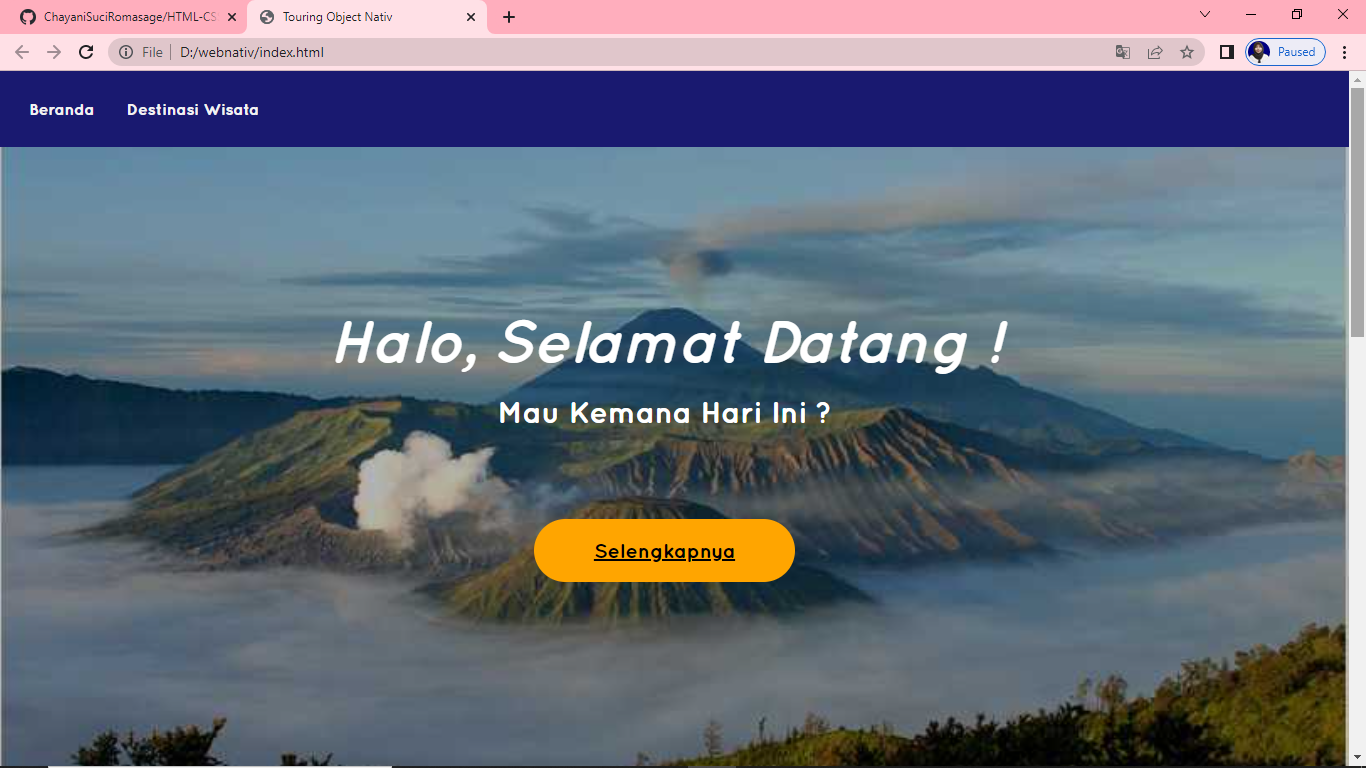 ChayaniSuciRomasage/HTML-CS
Touring Object Nativ
File
D:/webnativ/index.html
Paused
Beranda
Destinasi Wisata
Halo, Selamat Datang !
Mau Kemana Hari Ini ?
Selengkapnya